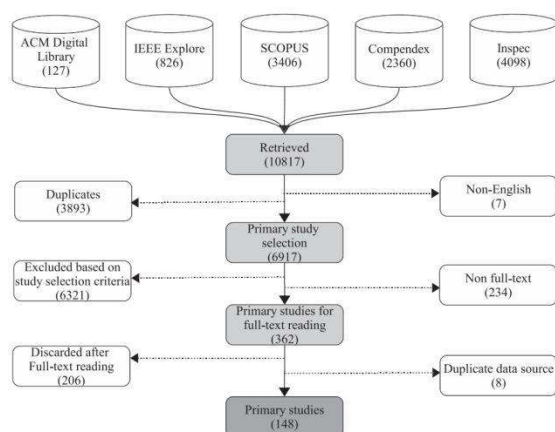 ACM Digital
Library
(127)
IEEE Explore
(826)
SCOPUS
(3406)
Compendex
(2360)
Inspec
(4098)
Retrieved
(10817)
Duplicates
(3893)
Non-English
(7)
Primary study
selection
(6917)
Excluded based on
study selection criteria
(6321)
Non full-text
(234)
Primary studies for
full-text reading
(362)
Discarded after
Full-text reading
(206)
Duplicate data source
(8)
Primary studies
(148)